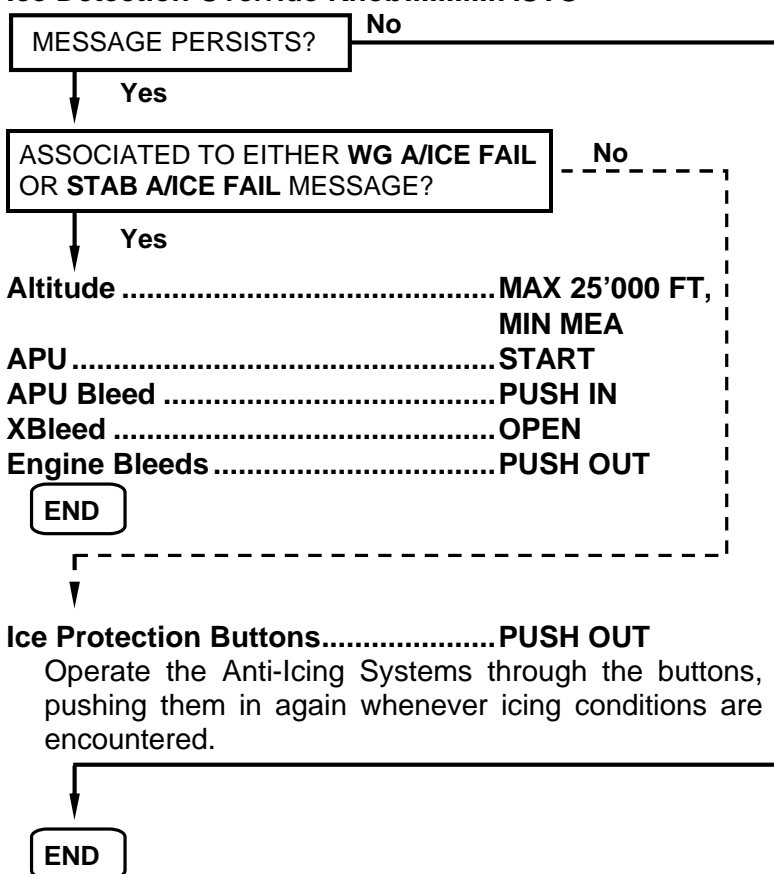 MESSAGE PERSISTS?
No
Yes
ASSOCIATED TO EITHER WG A/ICE FAIL
OR STAB A/ICE FAIL MESSAGE?
No
Yes
Altitude .............................................. MAX 25'000 FT,
MIN MEA
APU .................................................... START
APU Bleed ......................................... PUSH IN
XBleed ............................................... OPEN
Engine Bleeds .................................. PUSH OUT
END
Ice Protection Buttons..................... PUSH OUT
Operate the Anti-Icing Systems through the buttons,
pushing them in again whenever icing conditions are
encountered.
END